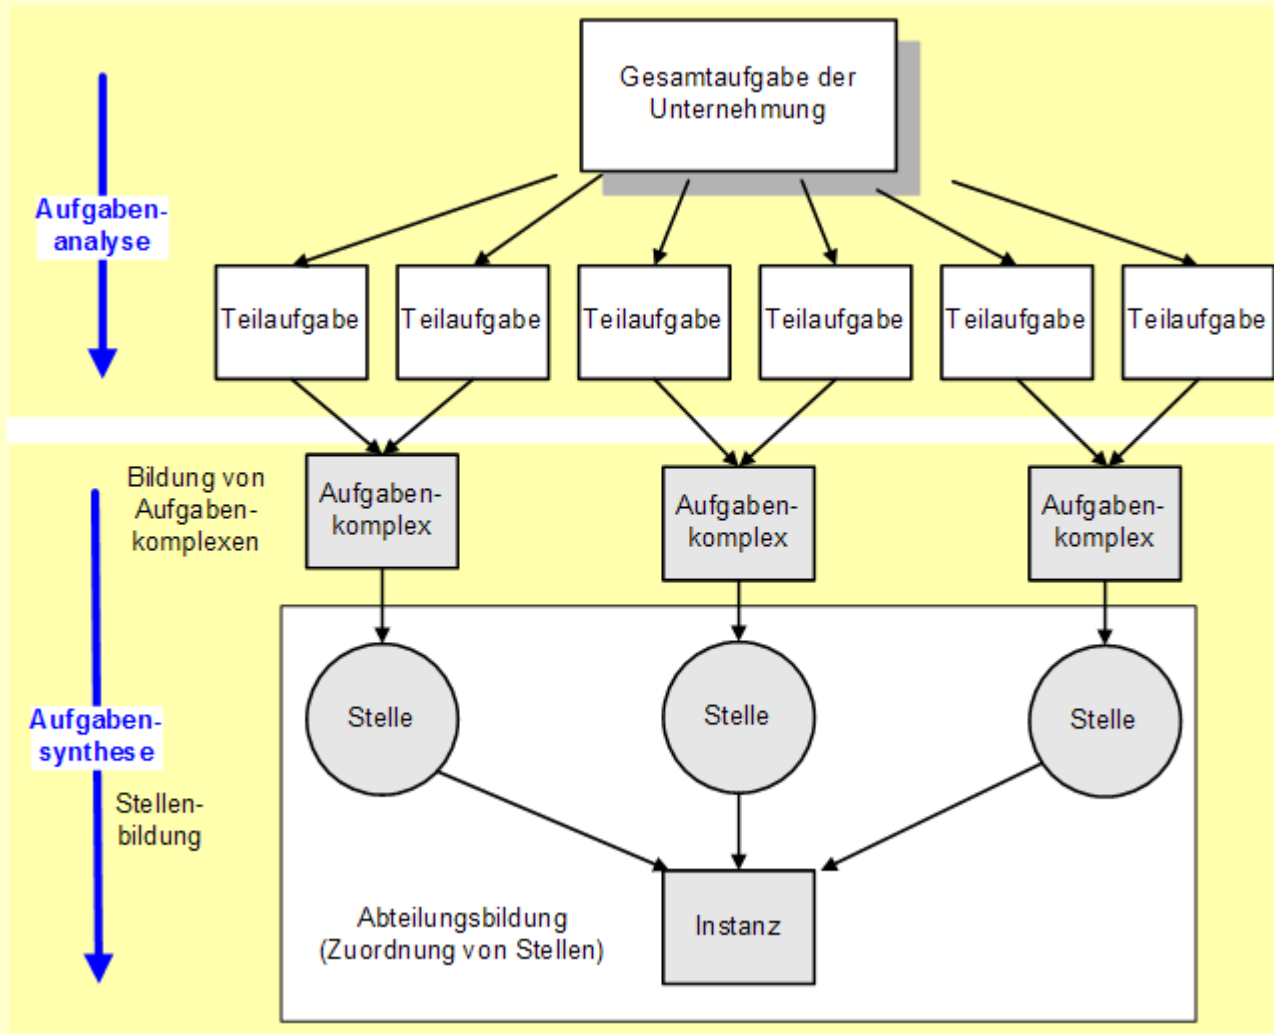 Gesamtaufgabe der
Unternehmung
Aufgaben-
analyse
Teilaufgabe
Teilaufgabe
Teilaufgabe
Teilaufgabe
Teilaufgabe
Teilaufgabe
Bildung von
Aufgaben-
komplexen
Aufgaben-
komplex
Aufgaben-
komplex
Aufgaben-
komplex
Stelle
Stelle
Stelle
Aufgaben-
synthese
Stellen-
bildung
Abteilungsbildung
(Zuordnung von Stellen)
Instanz